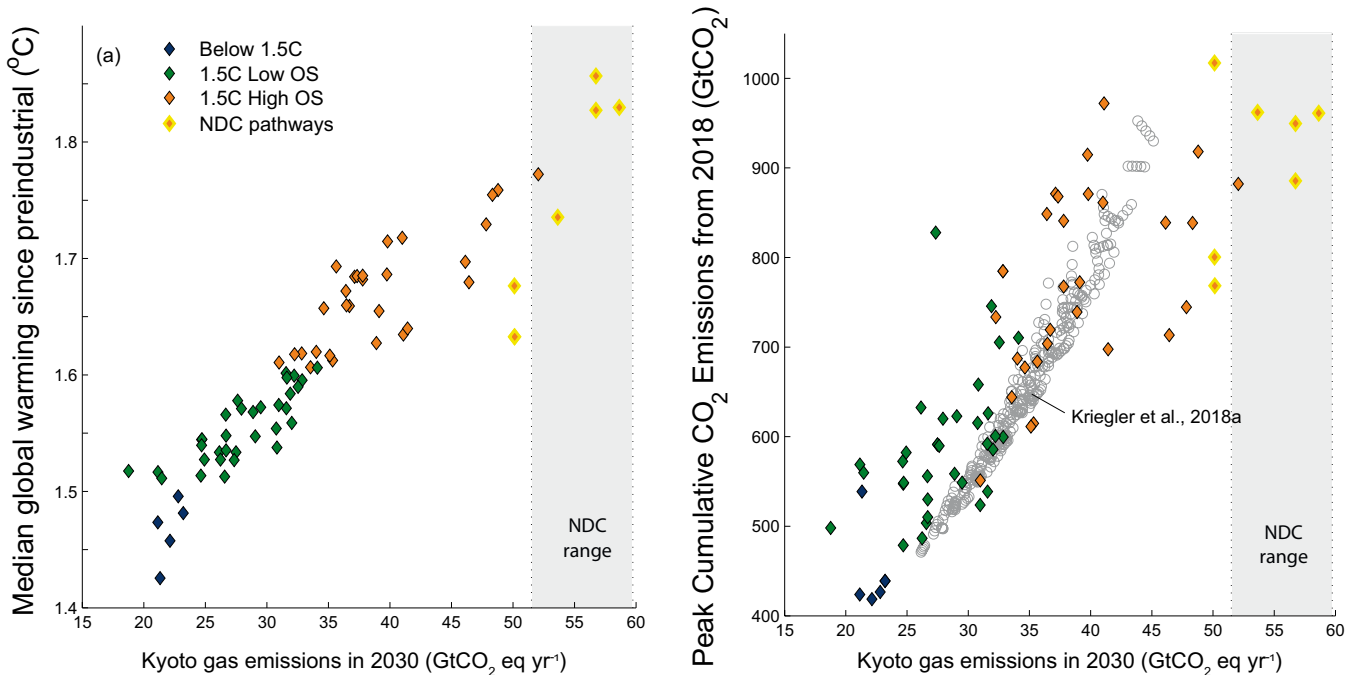 Median global warming since preindustrial (°C)
(a)
Below 1.5C
1.5C Low OS
1.5C High OS
NDC pathways
1.8
1.7
1.6
1.5
1.4
NDC
range
15 20 25 30 35 40 45 50 55 60
Kyoto gas emissions in 2030 (GtCO₂ eq yr⁻¹)
Peak Cumulative CO₂ Emissions from 2018 (GtCO₂)
1000
900
800
700
600
500
400
Kriegler et al., 2018a
NDC
range
15 20 25 30 35 40 45 50 55 60
Kyoto gas emissions in 2030 (GtCO₂ eq yr⁻¹)